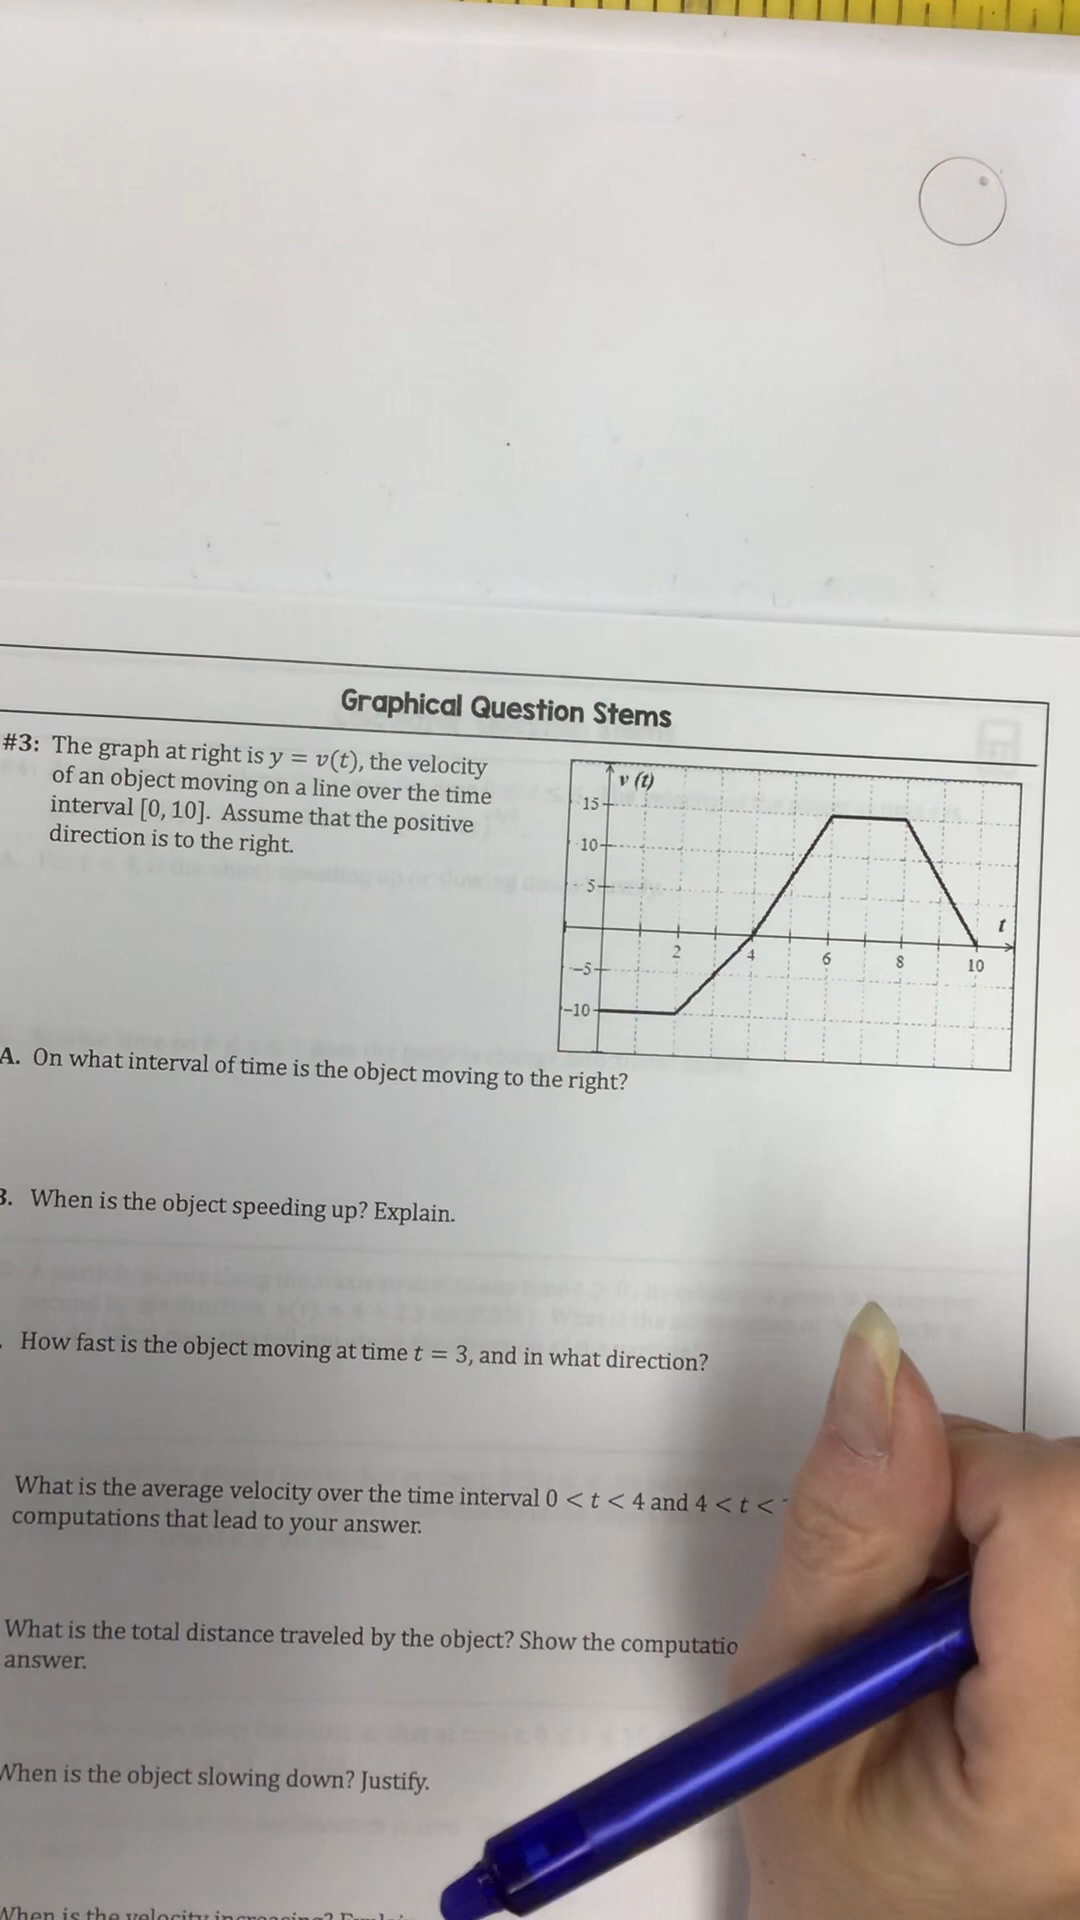 Graphical Question Stems
#3: The graph at right is y = v(t), the velocity
of an object moving on a line over the time
interval [0, 10]. Assume that the positive
direction is to the right.
v (t)
15
10
5
-5
-10
2 4 6 8 10
t
A. On what interval of time is the object moving to the right?
B. When is the object speeding up? Explain.
How fast is the object moving at time t = 3, and in what direction?
What is the average velocity over the time interval 0 < t < 4 and 4 < t <
computations that lead to your answer.
What is the total distance traveled by the object? Show the
answer.
When is the object slowing down? Justify.
When is the velocity increasing?